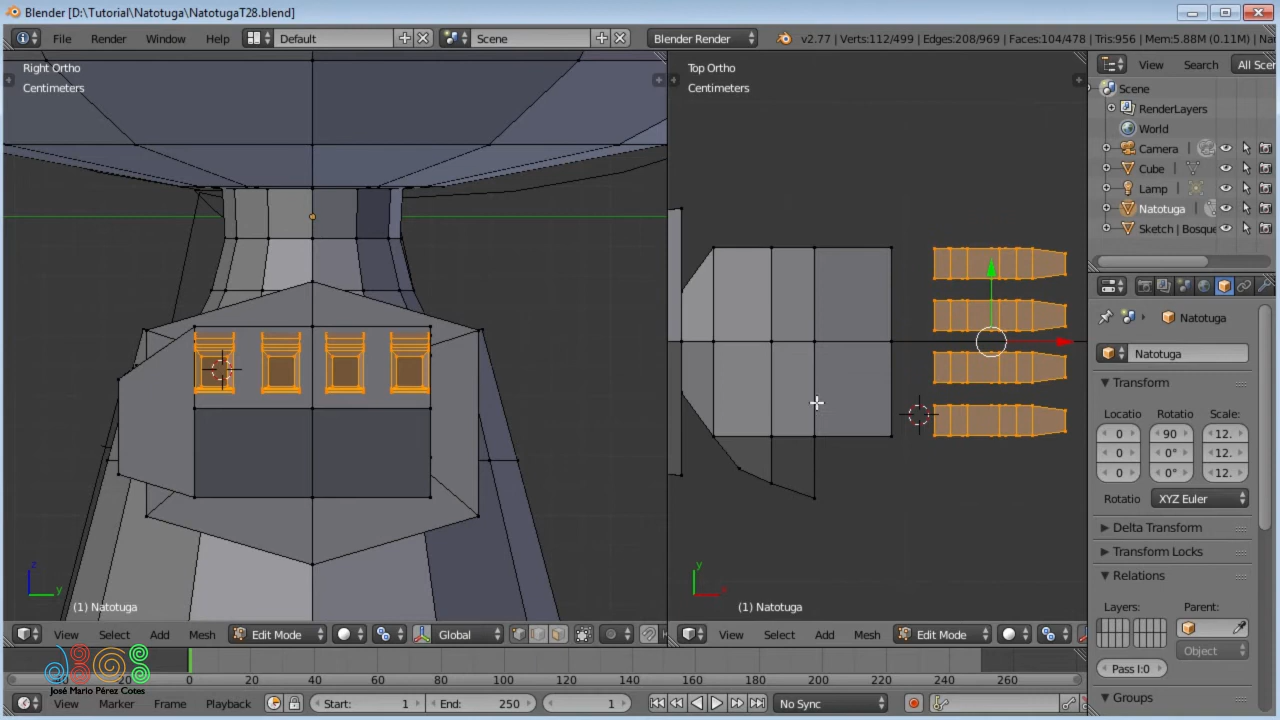 Blender [D:\Tutorial\Natotuga\NatotugaT28.blend]
File Render Window Help Default Scene Blender Render v2.77 | Verts:112/499 | Edges:208/969 | Faces:104/478 | Tris:956 | Mem:5.88M (0.11M) | Na
Right Ortho
Centimeters
Top Ortho
Centimeters
View Search All Scer
Scene
RenderLayers
World
Camera
Cube
Lamp
Natotuga
Sketch | Bosque
Natotuga
Natotuga
Transform
Locatio Rotatio Scale:
0 90 12.
0 0° 12.
0 0° 12.
Rotatio XYZ Euler
Delta Transform
Transform Locks
Relations
Layers: Parent:
Object
Pass I:0
Groups
z
y
(1) Natotuga
y
x
(1) Natotuga
View Select Add Mesh Edit Mode Global
View Select Add Mesh Edit Mode
0 20 40 60 80 100 120 140 160 180 200 220 240 260
José Mario Pérez Cotes
View Marker Frame Playback Start: 1 End: 250 1 No Sync